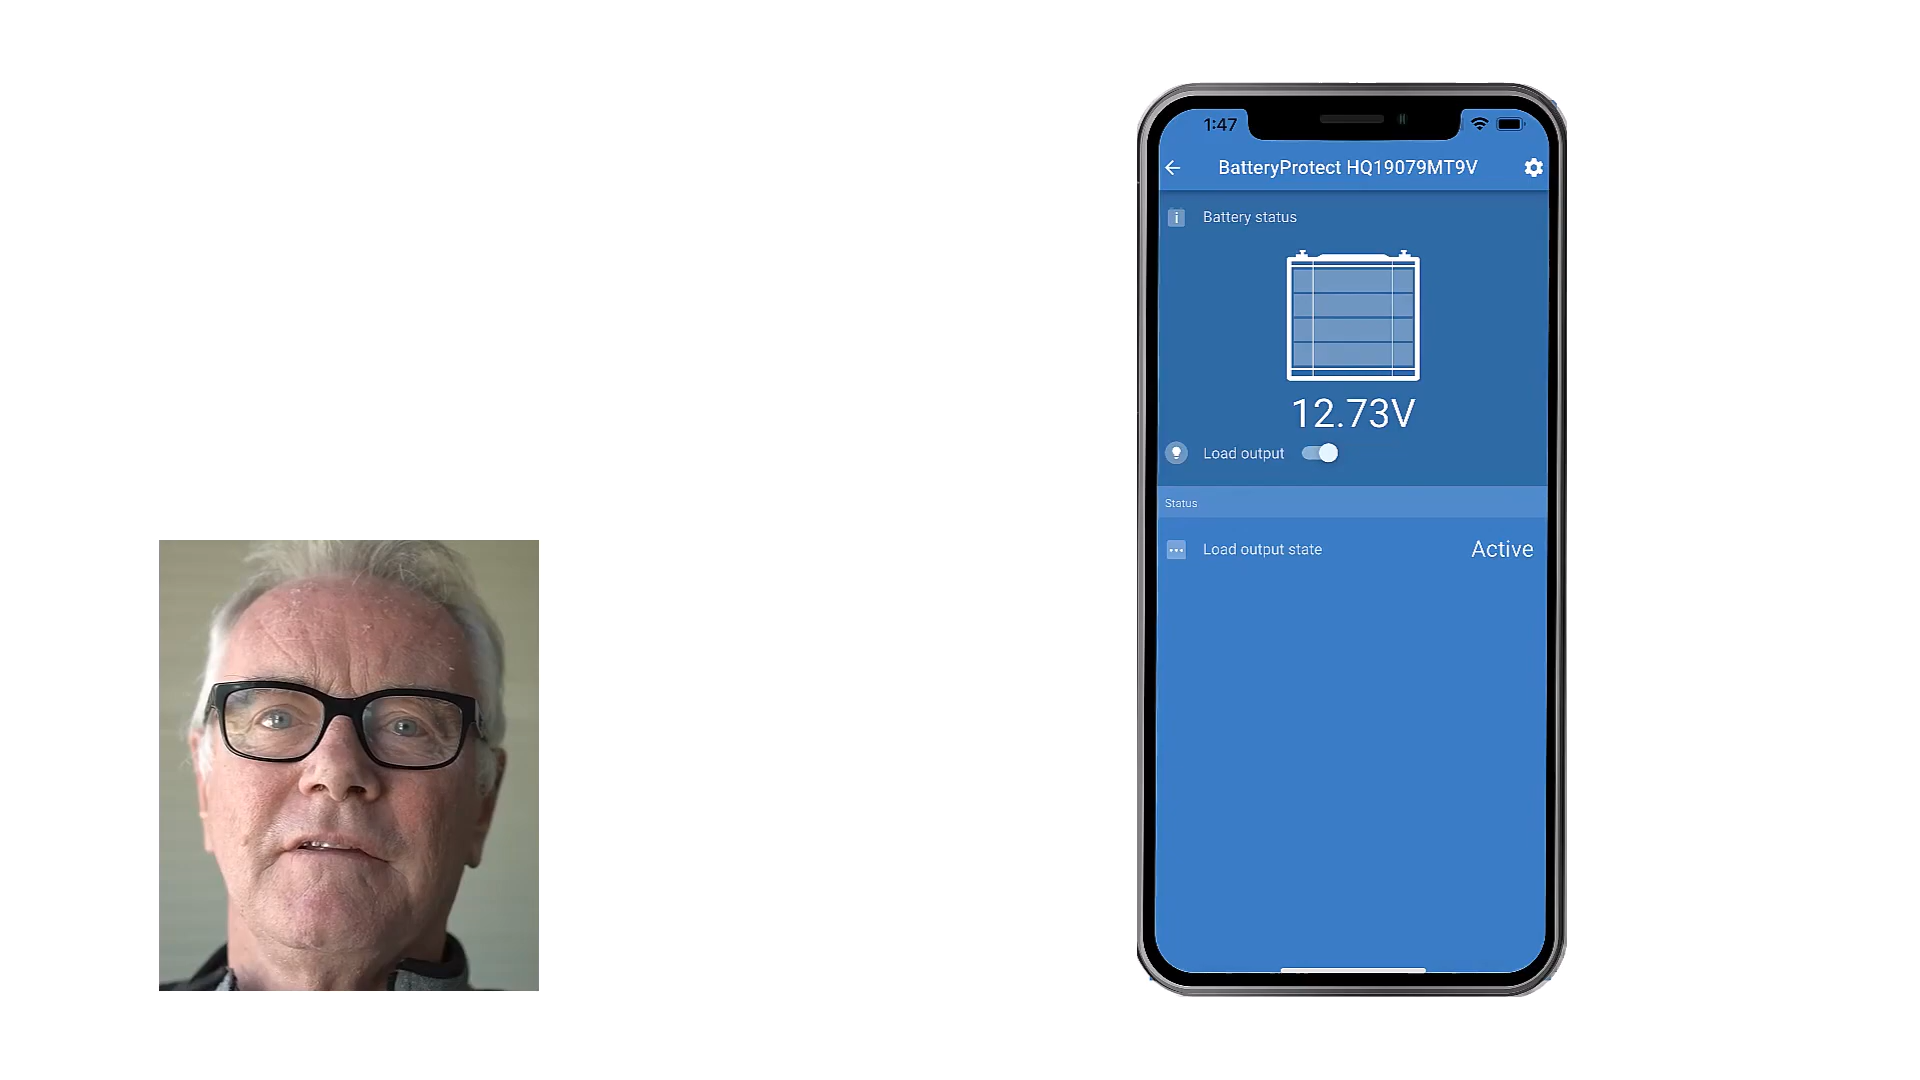 1:47
BatteryProtect HQ19079MT9V
Battery status
12.73V
Load output
Status
Load output state
Active